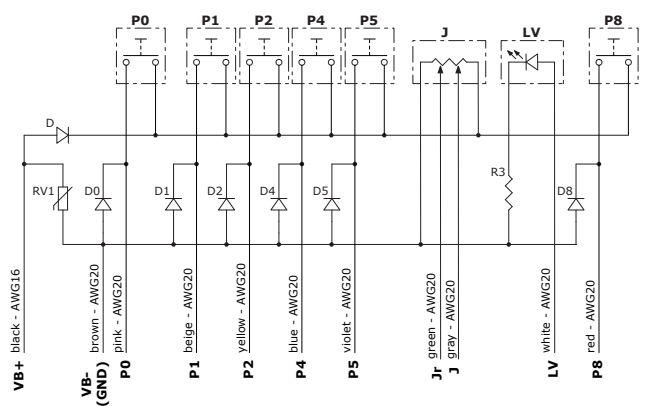 P0 P1 P2 P4 P5 J LV P8
D
R3
RV1 D0 D1 D2 D4 D5 D8
black - AWG16
brown - AWG20
pink - AWG20
beige - AWG20
yellow - AWG20
blue - AWG20
violet - AWG20
green - AWG20
gray - AWG20
white - AWG20
red - AWG20
VB+
VB-
(GND)
P0
P1
P2
P4
P5
Jr
J
LV
P8